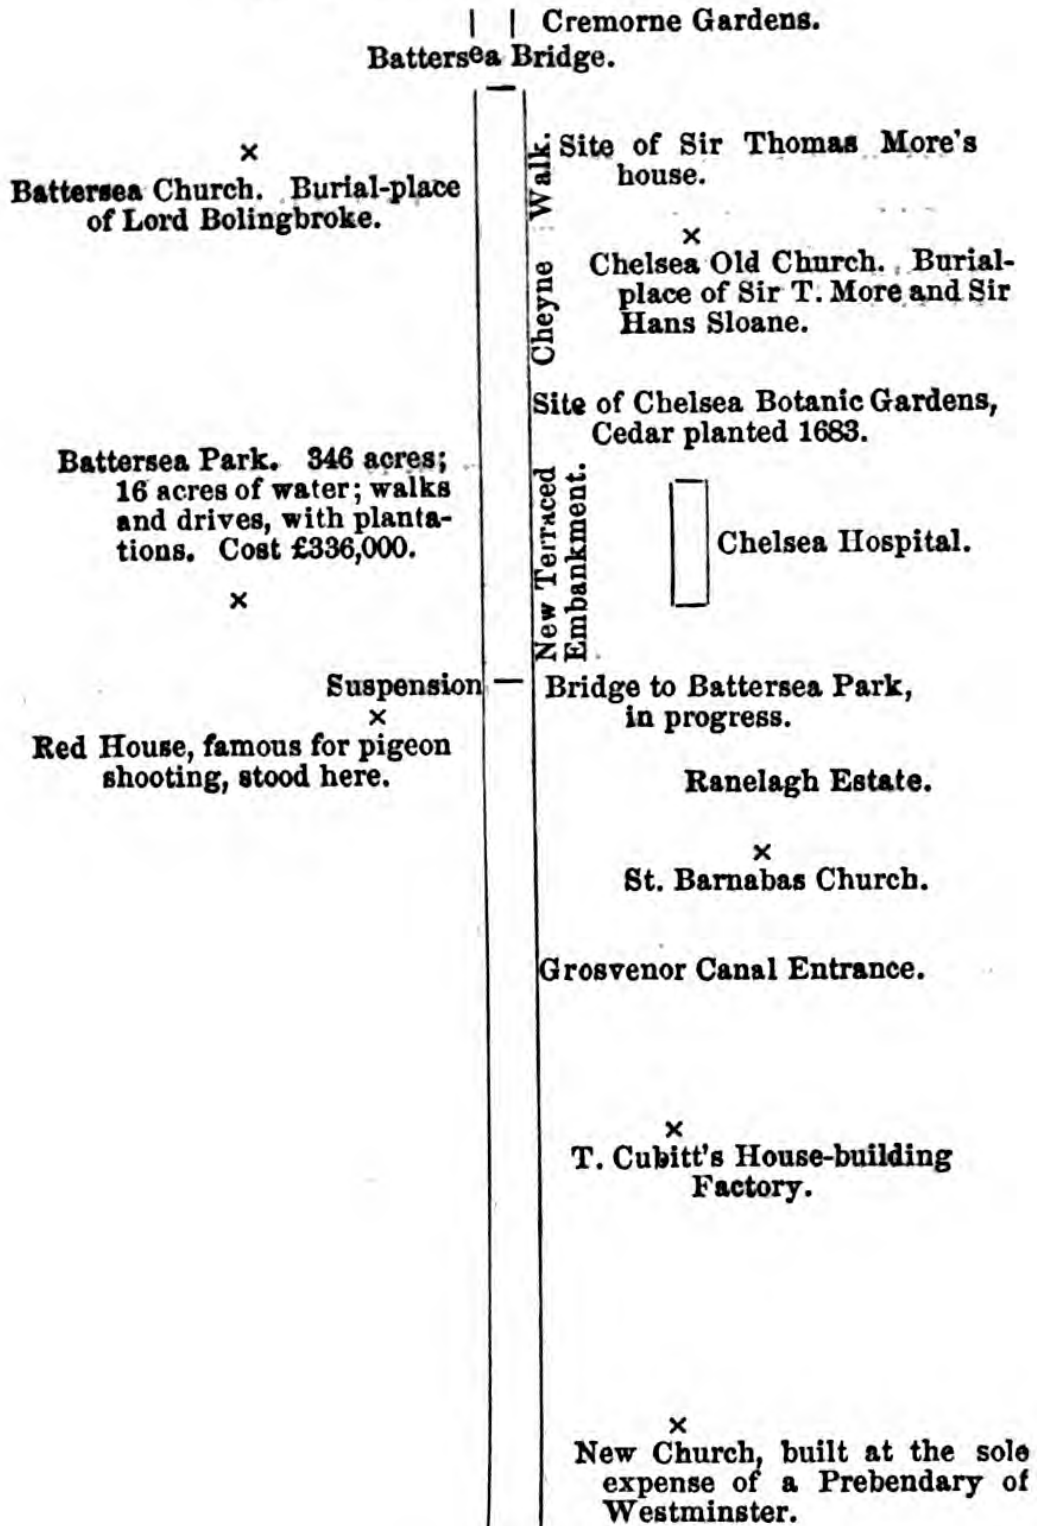 Cremorne Gardens.
Battersea Bridge.
Cheyne Walk.
Site of Sir Thomas More's
house.
Battersea Church. Burial-place
of Lord Bolingbroke.
Chelsea Old Church. Burial-
place of Sir T. More and Sir
Hans Sloane.
Site of Chelsea Botanic Gardens,
Cedar planted 1683.
Battersea Park. 346 acres;
16 acres of water; walks
and drives, with planta-
tions. Cost £336,000.
New Terraced
Embankment.
Chelsea Hospital.
Suspension Bridge to Battersea Park,
in progress.
Red House, famous for pigeon
shooting, stood here.
Ranelagh Estate.
St. Barnabas Church.
Grosvenor Canal Entrance.
T. Cubitt's House-building
Factory.
New Church, built at the sole
expense of a Prebendary of
Westminster.